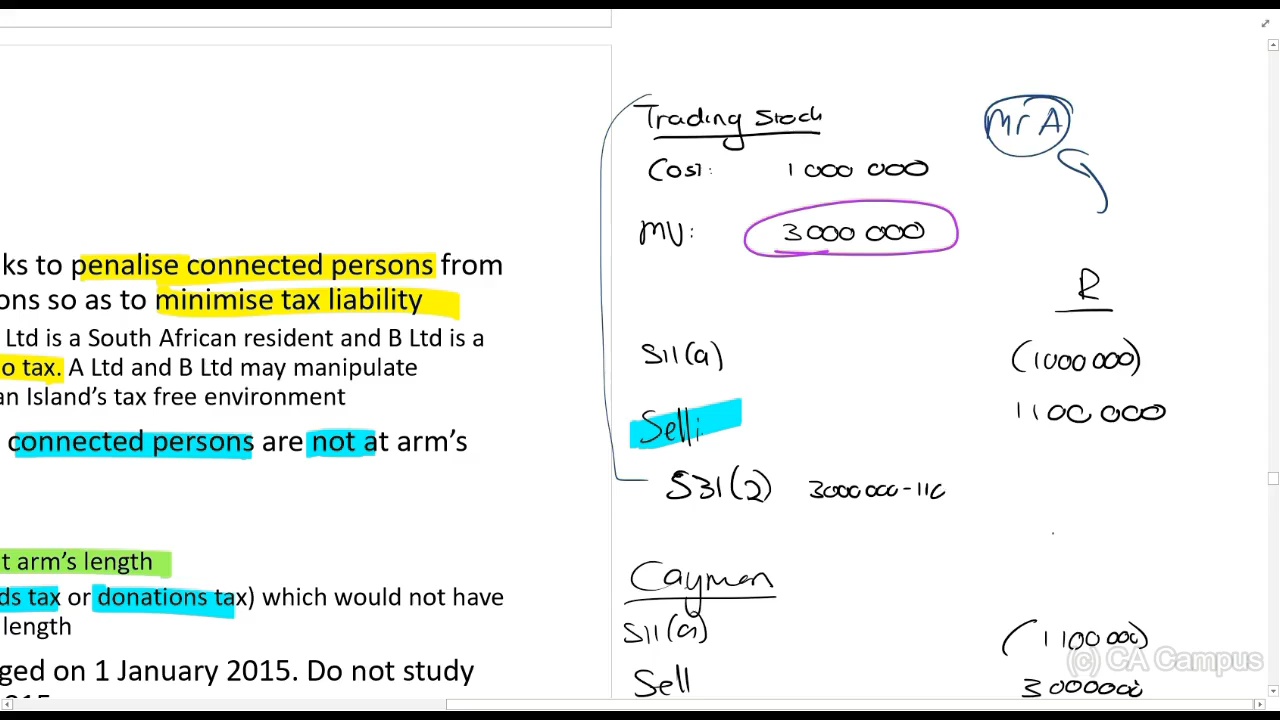 ks to penalise connected persons from
ons so as to minimise tax liability
Ltd is a South African resident and B Ltd is a
o tax. A Ltd and B Ltd may manipulate
an Island's tax free environment
connected persons are not at arm's
t arm's length
ds tax or donations tax) which would not have
length
ged on 1 January 2015. Do not study
Trading Stock
Mr A
Cost: 1 000 000
MV: 3 000 000
R
S11(a) (1 000 000)
Sell: 1 100 000
S31(2) 3 000 000 - 110
Cayman
S11(a) (1 100 000)
Sell 3 000 000
(c) CA Campus